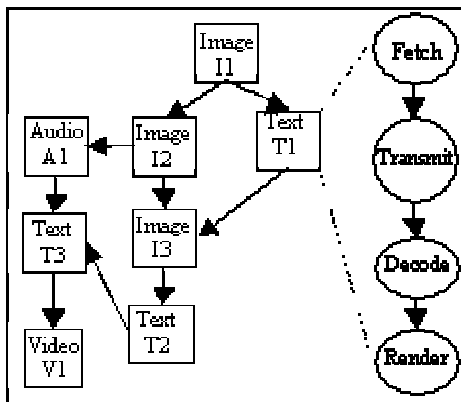 Image
I1
Fetch
Audio
A1
Image
I2
Text
T1
Transmit
Text
T3
Image
I3
Decode
Video
V1
Text
T2
Render